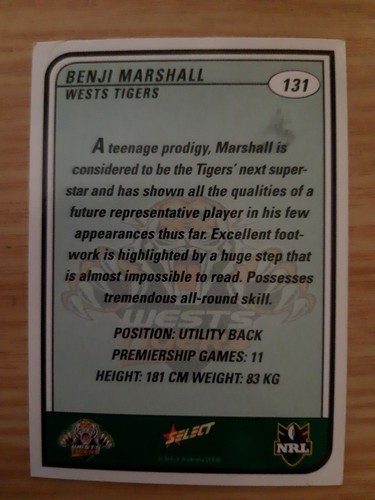 BENJI MARSHALL
WESTS TIGERS
131
A teenage prodigy, Marshall is
considered to be the Tigers' next super-
star and has shown all the qualities of a
future representative player in his few
appearances thus far. Excellent foot-
work is highlighted by a huge step that
is almost impossible to read. Possesses
tremendous all-round skill.
WESTS
POSITION: UTILITY BACK
PREMIERSHIP GAMES: 11
HEIGHT: 181 CM WEIGHT: 83 KG
WESTS
SELECT
NRL